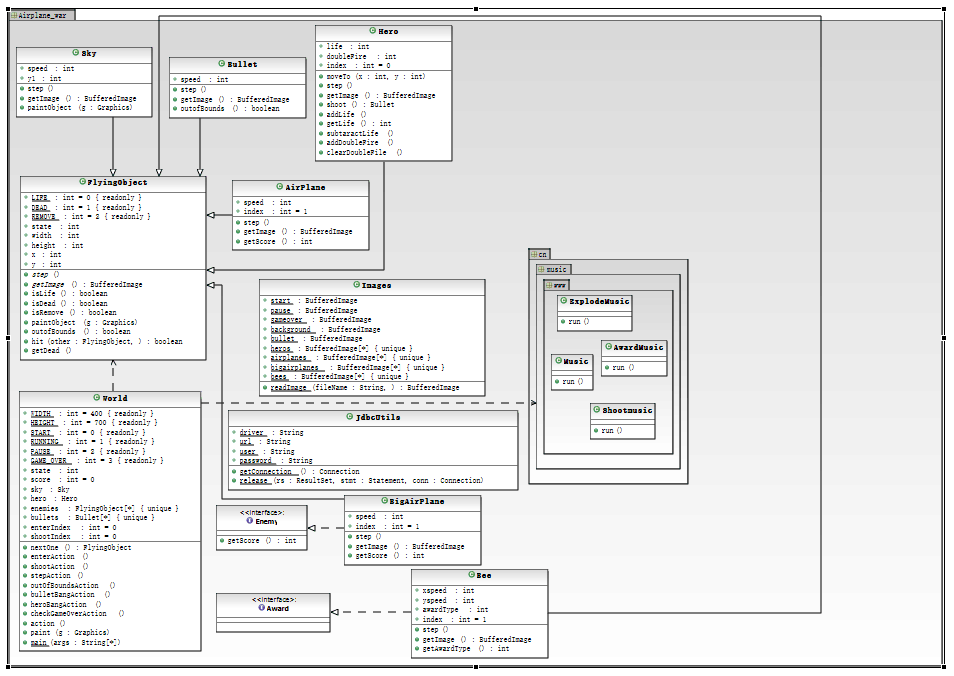 Airplane_war
Sky
speed : int
y1 : int
step ()
getImage () : BufferedImage
paintObject (g : Graphics)
Bullet
speed : int
step ()
getImage () : BufferedImage
outofBounds () : boolean
Hero
life : int
doubleFire : int
index : int = 0
moveTo (x : int, y : int)
step ()
getImage () : BufferedImage
shoot () : Bullet
addLife ()
getLife () : int
subtaractLife ()
addDoubleFire ()
clearDoubleFile ()
FlyingObject
LIFE : int = 0 { readonly }
DEAD : int = 1 { readonly }
REMOVE : int = 2 { readonly }
state : int
width : int
height : int
x : int
y : int
step ()
getImage () : BufferedImage
isLife () : boolean
isDead () : boolean
isRemove () : boolean
paintObject (g : Graphics)
outofBounds () : boolean
hit (other : FlyingObject, ) : boolean
getDead ()
AirPlane
speed : int
index : int = 1
step ()
getImage () : BufferedImage
getScore () : int
Images
start : BufferedImage
pause : BufferedImage
gameover : BufferedImage
background : BufferedImage
bullet : BufferedImage
heros : BufferedImage[*] { unique }
airplanes : BufferedImage[*] { unique }
bigairplanes : BufferedImage[*] { unique }
bees : BufferedImage[*] { unique }
readImage (fileName : String, ) : BufferedImage
cn
music
ExplodeMusic
run ()
AwardMusic
run ()
Music
run ()
Shootmusic
run ()
World
WIDTH : int = 400 { readonly }
HEIGHT : int = 700 { readonly }
START : int = 0 { readonly }
RUNNING : int = 1 { readonly }
PAUSE : int = 2 { readonly }
GAME_OVER : int = 3 { readonly }
state : int
score : int = 0
sky : Sky
hero : Hero
enemies : FlyingObject[*] { unique }
bullets : Bullet[*] { unique }
enterIndex : int = 0
shootIndex : int = 0
nextOne () : FlyingObject
enterAction ()
shootAction ()
stepAction ()
outOfBoundsAction ()
bulletBangAction ()
heroBangAction ()
checkGameOverAction ()
action ()
paint (g : Graphics)
main (args : String[*])
JdbcUtils
driver : String
url : String
user : String
password : String
getConnection () : Connection
release (rs : ResultSet, stmt : Statement, conn : Connection)
<<interface>:
Enemy
getScore () : int
BigAirPlane
speed : int
index : int = 1
step ()
getImage () : BufferedImage
getScore () : int
<<interface>:
Award
Bee
xspeed : int
yspeed : int
awardType : int
index : int = 1
step ()
getImage () : BufferedImage
getAwardType () : int